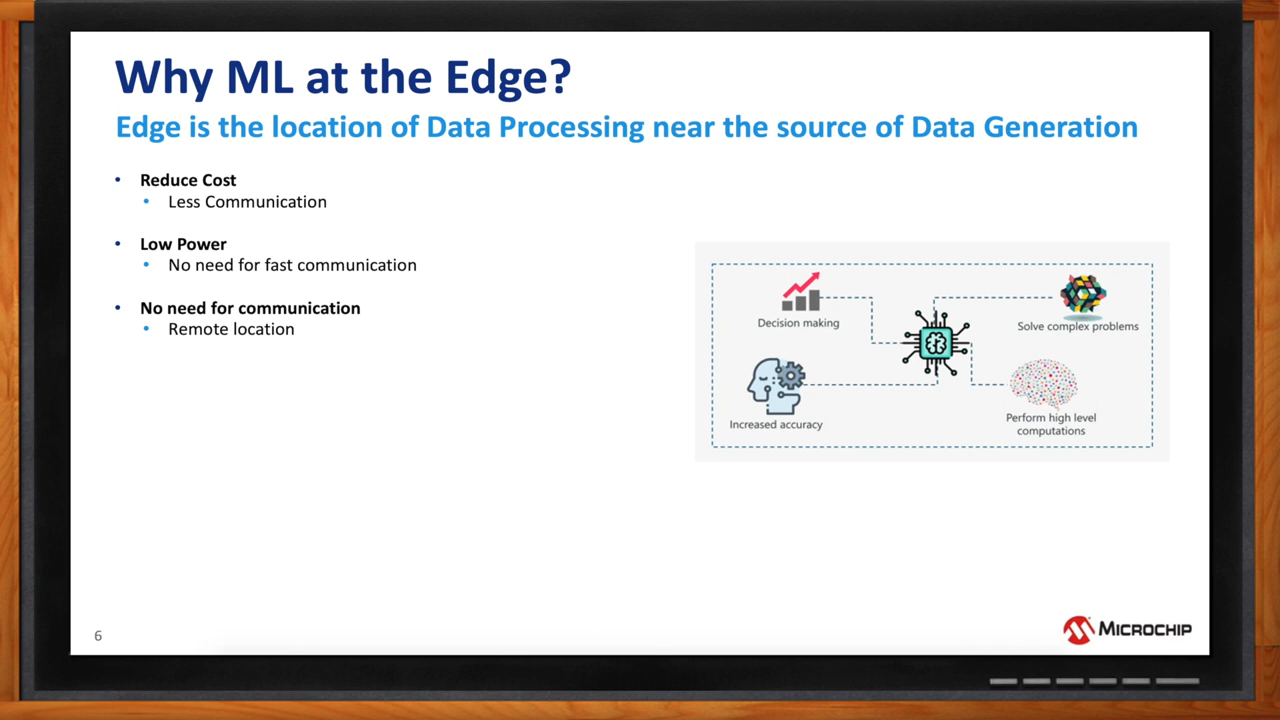 Why ML at the Edge?
Edge is the location of Data Processing near the source of Data Generation
• Reduce Cost
• Less Communication
• Low Power
• No need for fast communication
• No need for communication
• Remote location
Decision making
Solve complex problems
Increased accuracy
Perform high level
computations
6
MICROCHIP